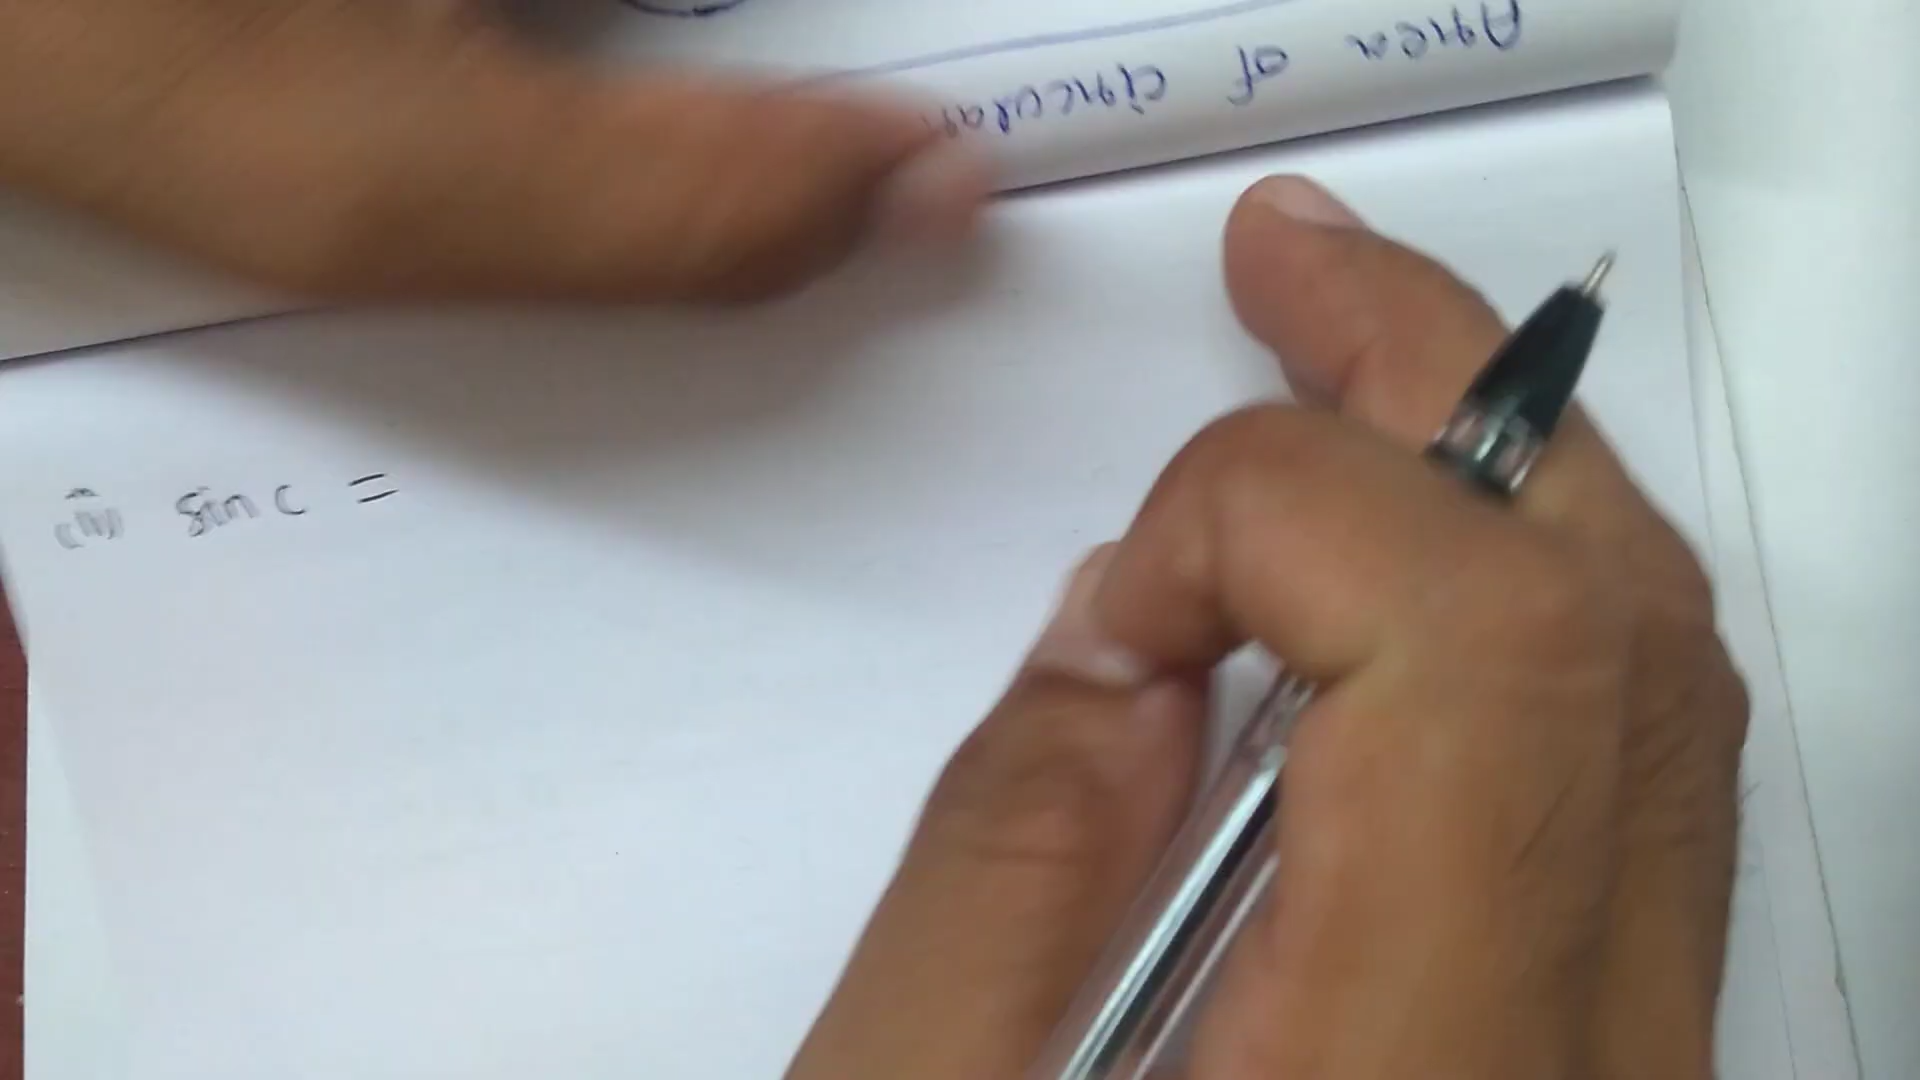 Area of circular
(iii) sin c =